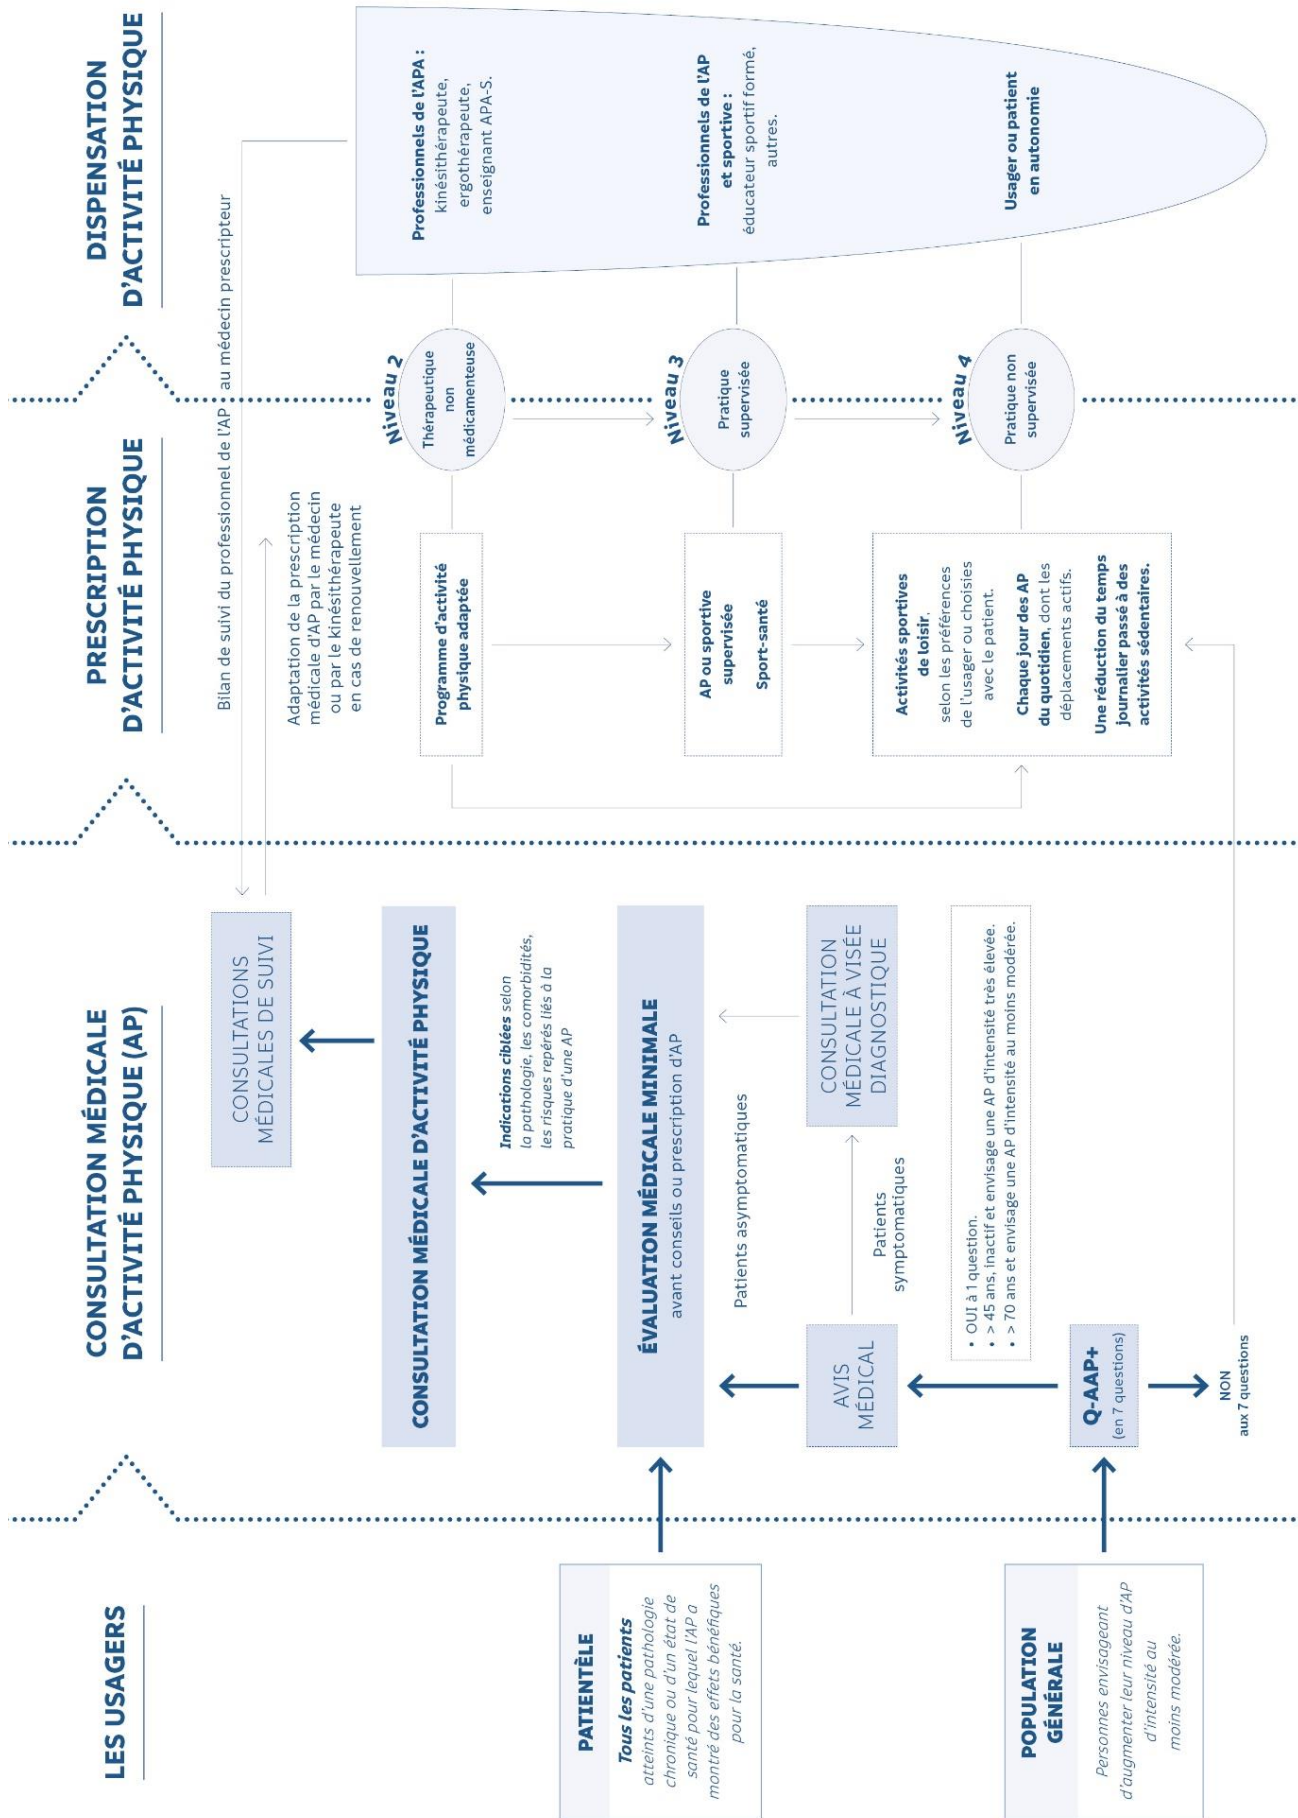 LES USAGERS
PATIENTÈLE
Tous les patients
atteints d'une pathologie
chronique ou d'un état de
santé pour lequel l'AP a
montré des effets bénéfiques
pour la santé.
POPULATION
GÉNÉRALE
Personnes envisageant
d'augmenter leur niveau d'AP
d'intensité au
moins modérée.
CONSULTATION MÉDICALE
D'ACTIVITÉ PHYSIQUE (AP)
CONSULTATIONS
MÉDICALES DE SUIVI
CONSULTATION MÉDICALE D'ACTIVITÉ PHYSIQUE
Indications ciblées selon
la pathologie, les comorbidités,
les risques repérés liés à la
pratique d'une AP
ÉVALUATION MÉDICALE MINIMALE
avant conseils ou prescription d'AP
Patients asymptomatiques
AVIS
MÉDICAL
Patients
symptomatiques
CONSULTATION
MÉDICALE À VISÉE
DIAGNOSTIQUE
• OUI à 1 question.
• > 45 ans, inactif et envisage une AP d'intensité très élevée.
• > 70 ans et envisage une AP d'intensité au moins modérée.
Q-AAP+
(en 7 questions)
NON
aux 7 questions
PRESCRIPTION
D'ACTIVITÉ PHYSIQUE
Bilan de suivi du professionnel de l'AP au médecin prescripteur
Adaptation de la prescription
médicale d'AP par le médecin
ou par le kinésithérapeute
en cas de renouvellement
Programme d'activité
physique adaptée
AP ou sportive
supervisée
Sport-santé
Activités sportives
de loisir.
selon les préférences
de l'usager ou choisies
avec le patient.
Chaque jour des AP
du quotidien, dont les
déplacements actifs.
Une réduction du temps
journalier passé à des
activités sédentaires.
Niveau 2
Thérapeutique
non
médicamenteuse
Niveau 3
Pratique
supervisée
Niveau 4
Pratique non
supervisée
DISPENSATION
D'ACTIVITÉ PHYSIQUE
Professionnels de l'APA :
kinésithérapeute,
ergothérapeute,
enseignant APA-S.
Professionnels de l'AP
et sportive :
éducateur sportif formé,
autres.
Usager ou patient
en autonomie